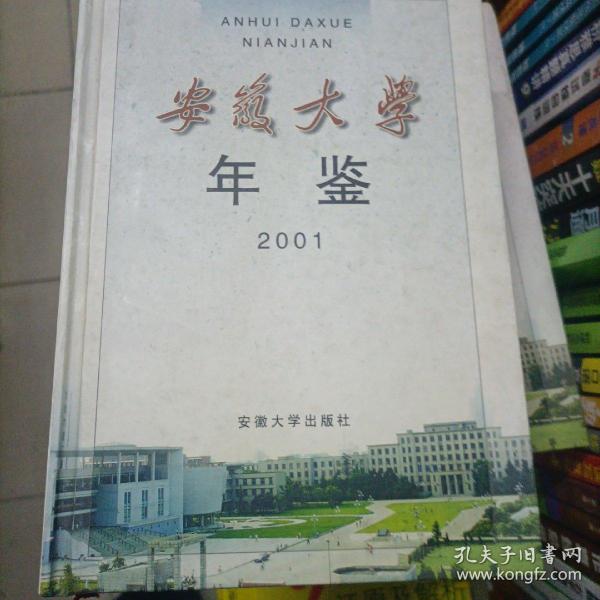 ANHUI DAXUE
NIANJIAN
安徽大学
年鉴
2001
安徽大学出版社
孔夫子旧书网
www.kongfz.com